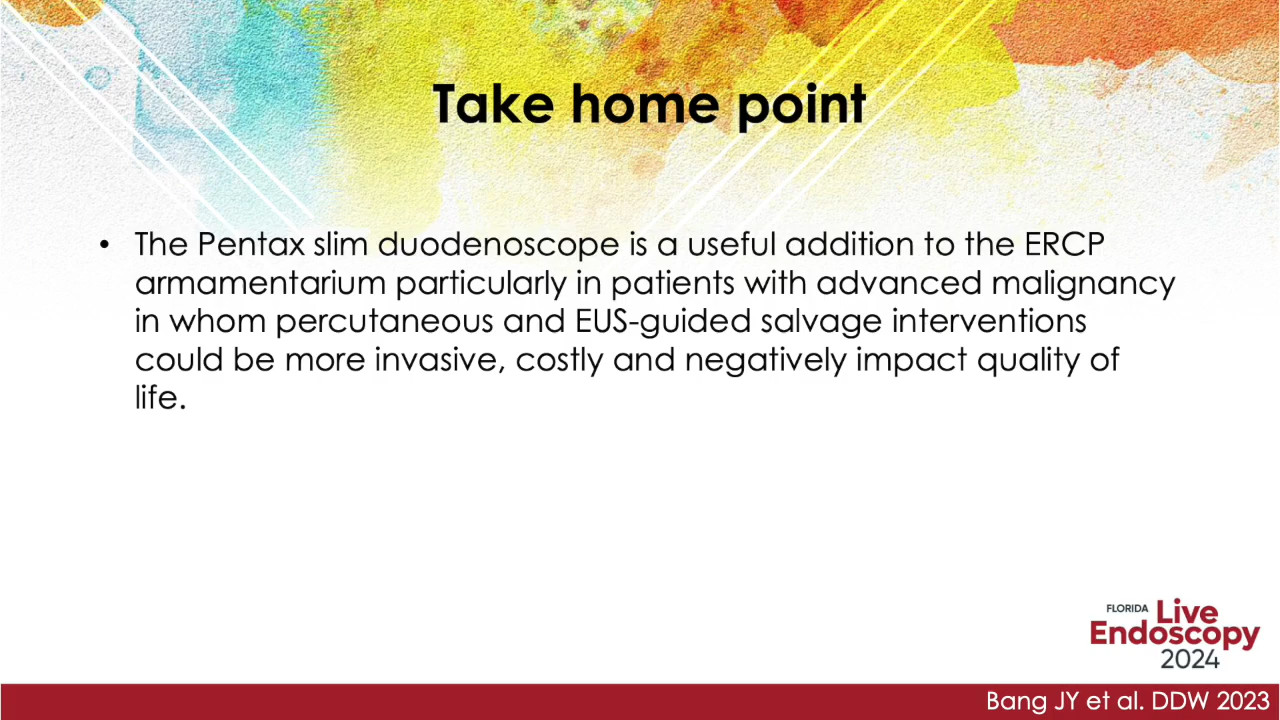 Take home point
• The Pentax slim duodenoscope is a useful addition to the ERCP
armamentarium particularly in patients with advanced malignancy
in whom percutaneous and EUS-guided salvage interventions
could be more invasive, costly and negatively impact quality of
life.
FLORIDA Live
Endoscopy
2024
Bang JY et al. DDW 2023